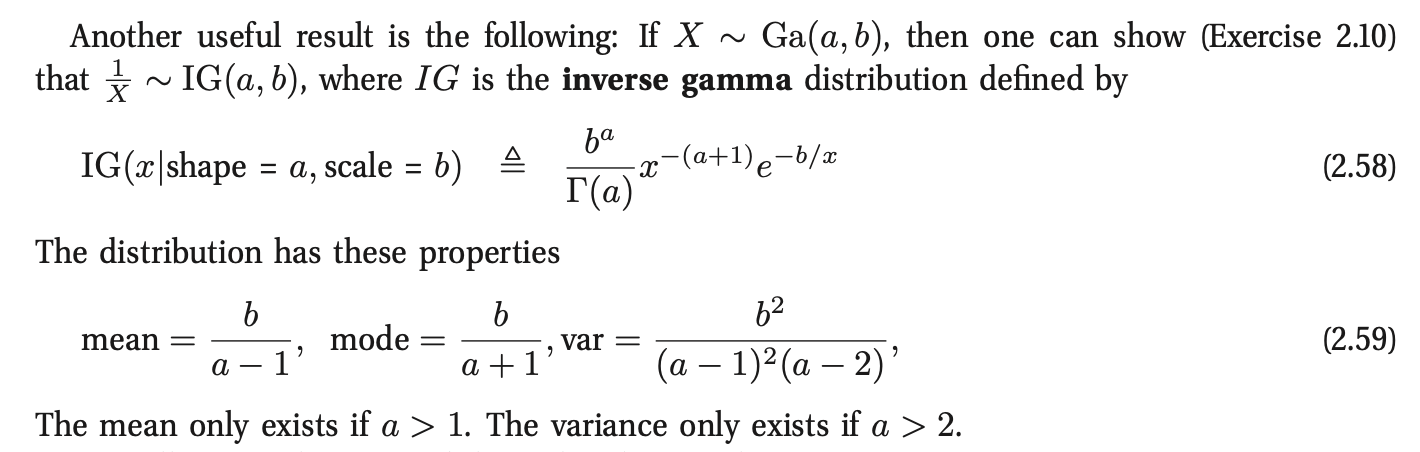 Another useful result is the following: If X ∼ Ga(a, b), then one can show (Exercise 2.10)
that 1/X ∼ IG(a, b), where IG is the inverse gamma distribution defined by
IG(x|shape = a, scale = b) ≜ b^a/Γ(a) x^{−(a+1)} e^{−b/x} (2.58)
The distribution has these properties
mean = b/(a − 1), mode = b/(a + 1), var = b^2/((a − 1)^2(a − 2)), (2.59)
The mean only exists if a > 1. The variance only exists if a > 2.